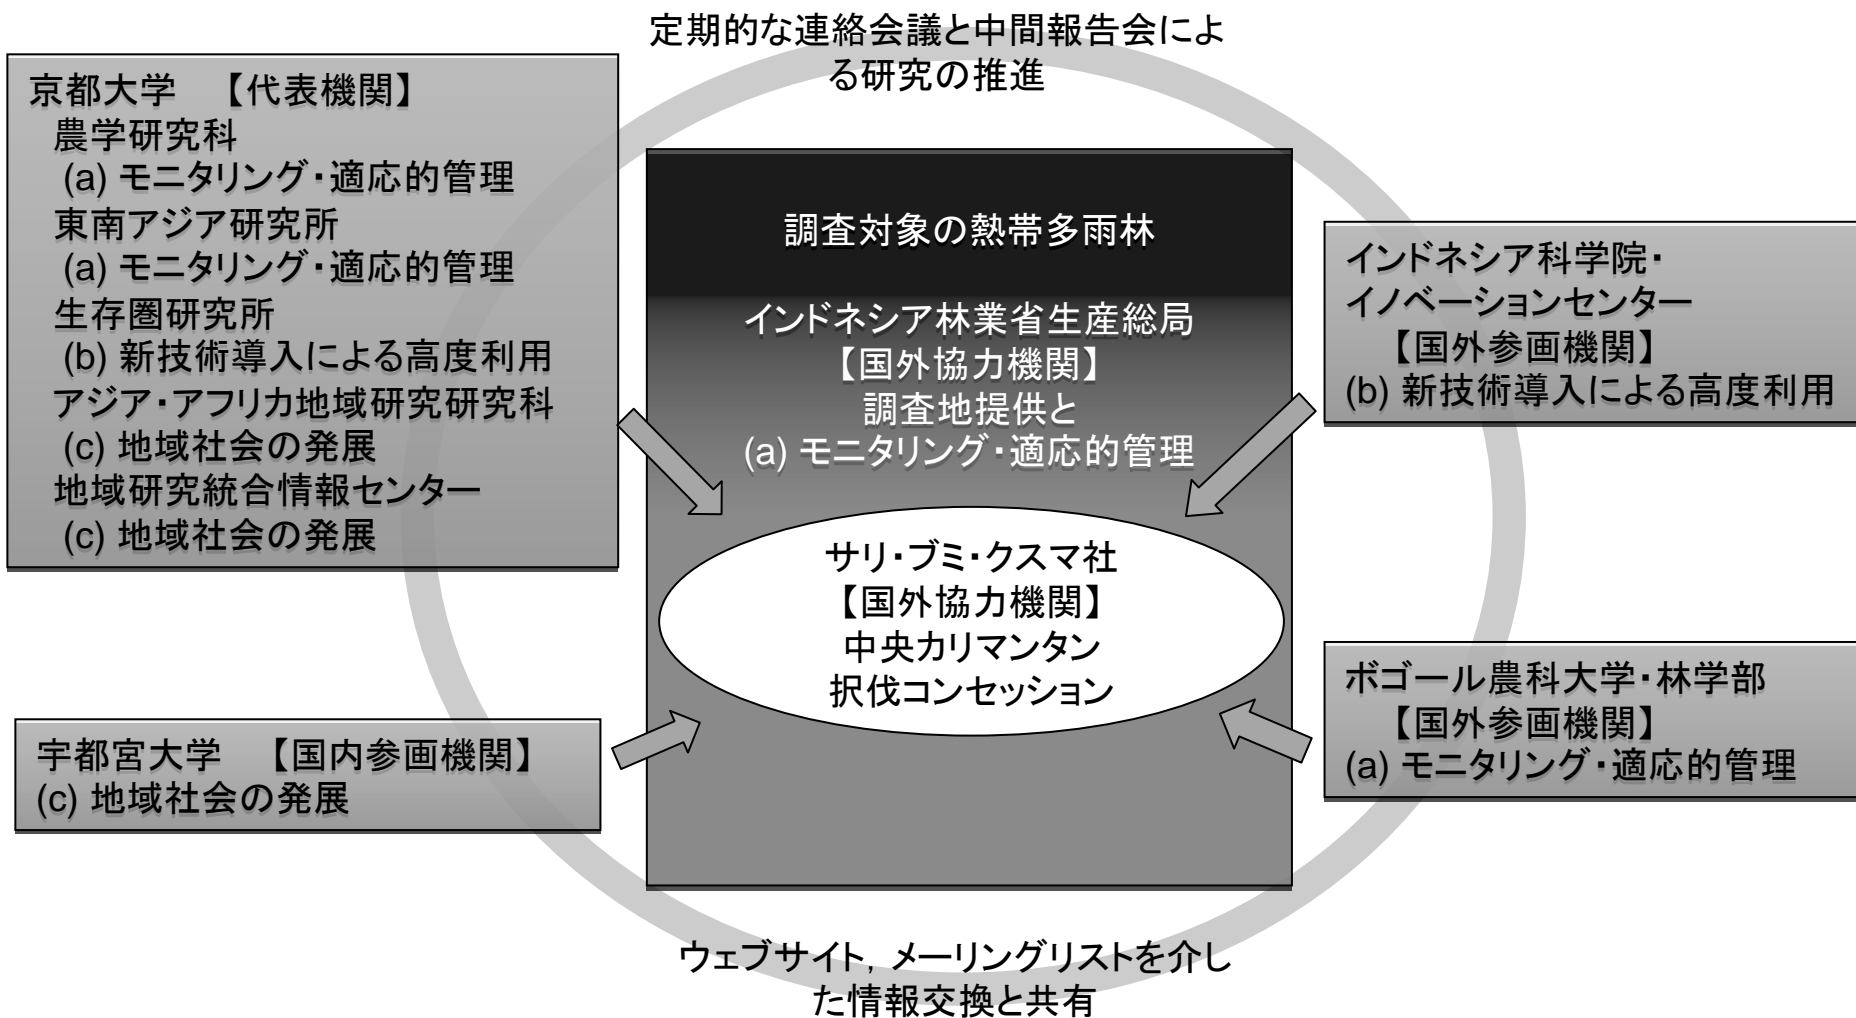 定期的な連絡会議と中間報告会によ
る研究の推進
京都大学　【代表機関】
農学研究科
(a) モニタリング・適応的管理
東南アジア研究所
(a) モニタリング・適応的管理
生存圏研究所
(b) 新技術導入による高度利用
アジア・アフリカ地域研究研究科
(c) 地域社会の発展
地域研究統合情報センター
(c) 地域社会の発展
宇都宮大学　【国内参画機関】
(c) 地域社会の発展
調査対象の熱帯多雨林
インドネシア林業省生産総局
【国外協力機関】
調査地提供と
(a) モニタリング・適応的管理
サリ・ブミ・クスマ社
【国外協力機関】
中央カリマンタン
択伐コンセッション
インドネシア科学院・
イノベーションセンター
【国外参画機関】
(b) 新技術導入による高度利用
ボゴール農科大学・林学部
【国外参画機関】
(a) モニタリング・適応的管理
ウェブサイト，メーリングリストを介し
た情報交換と共有